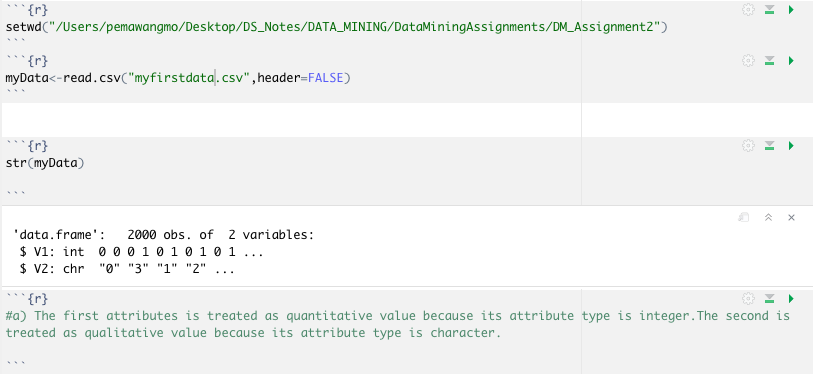 ```{r}
setwd("/Users/pemawangmo/Desktop/DS_Notes/DATA_MINING/DataMiningAssignments/DM_Assignment2")
```
```{r}
myData<-read.csv("myfirstdata.csv",header=FALSE)
```
```{r}
str(myData)
```
'data.frame':   2000 obs. of  2 variables:
 $ V1: int  0 0 0 1 0 1 0 1 0 1 ...
 $ V2: chr  "0" "3" "1" "2" ...
```{r}
#a) The first attributes is treated as quantitative value because its attribute type is integer.The second is
treated as qualitative value because its attribute type is character.
```